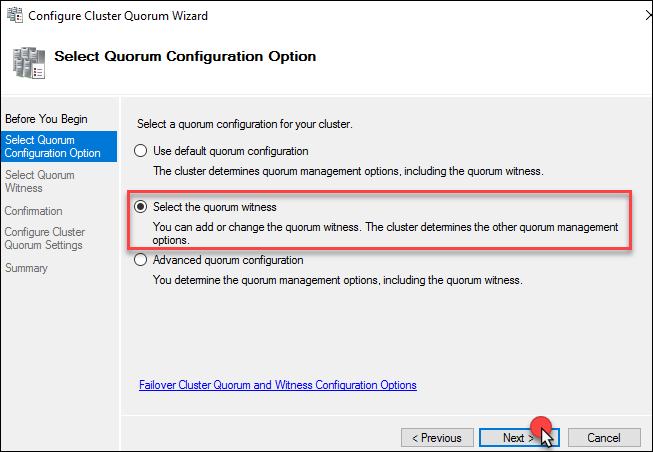 Configure Cluster Quorum Wizard
Select Quorum Configuration Option
Before You Begin
Select Quorum
Configuration Option
Select Quorum
Witness
Confirmation
Configure Cluster
Quorum Settings
Summary
Select a quorum configuration for your cluster.
Use default quorum configuration
The cluster determines quorum management options, including the quorum witness.
Select the quorum witness
You can add or change the quorum witness. The cluster determines the other quorum management
options.
Advanced quorum configuration
You determine the quorum management options, including the quorum witness.
Failover Cluster Quorum and Witness Configuration Options
< Previous
Next >
Cancel